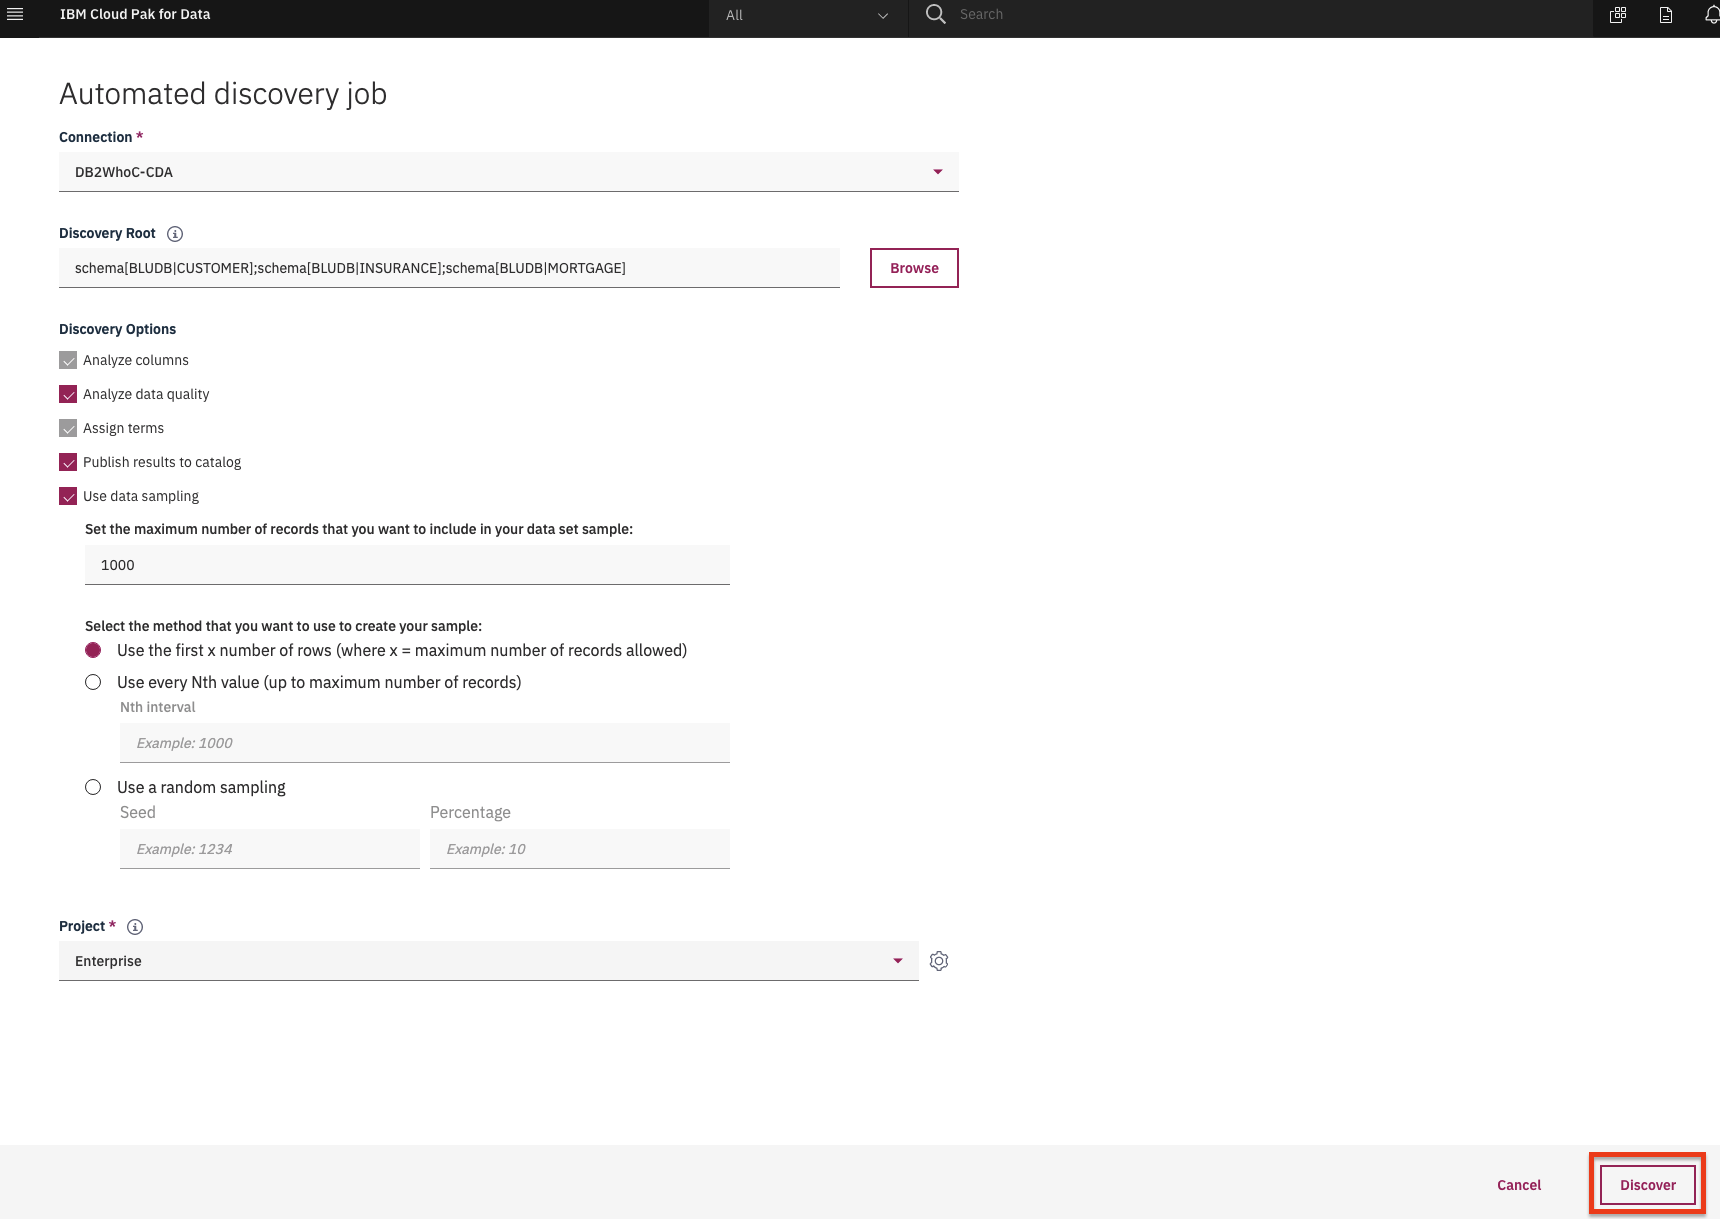 IBM Cloud Pak for Data
All
Search
Automated discovery job
Connection *
DB2WhoC-CDA
Discovery Root
schema[BLUDB|CUSTOMER];schema[BLUDB|INSURANCE];schema[BLUDB|MORTGAGE]
Browse
Discovery Options
Analyze columns
Analyze data quality
Assign terms
Publish results to catalog
Use data sampling
Set the maximum number of records that you want to include in your data set sample:
1000
Select the method that you want to use to create your sample:
Use the first x number of rows (where x = maximum number of records allowed)
Use every Nth value (up to maximum number of records)
Nth interval
Example: 1000
Use a random sampling
Seed Percentage
Example: 1234 Example: 10
Project *
Enterprise
Cancel Discover